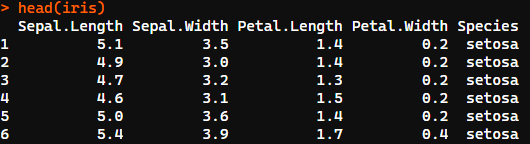 > head(iris)
  Sepal.Length Sepal.Width Petal.Length Petal.Width Species
1          5.1         3.5          1.4         0.2  setosa
2          4.9         3.0          1.4         0.2  setosa
3          4.7         3.2          1.3         0.2  setosa
4          4.6         3.1          1.5         0.2  setosa
5          5.0         3.6          1.4         0.2  setosa
6          5.4         3.9          1.7         0.4  setosa